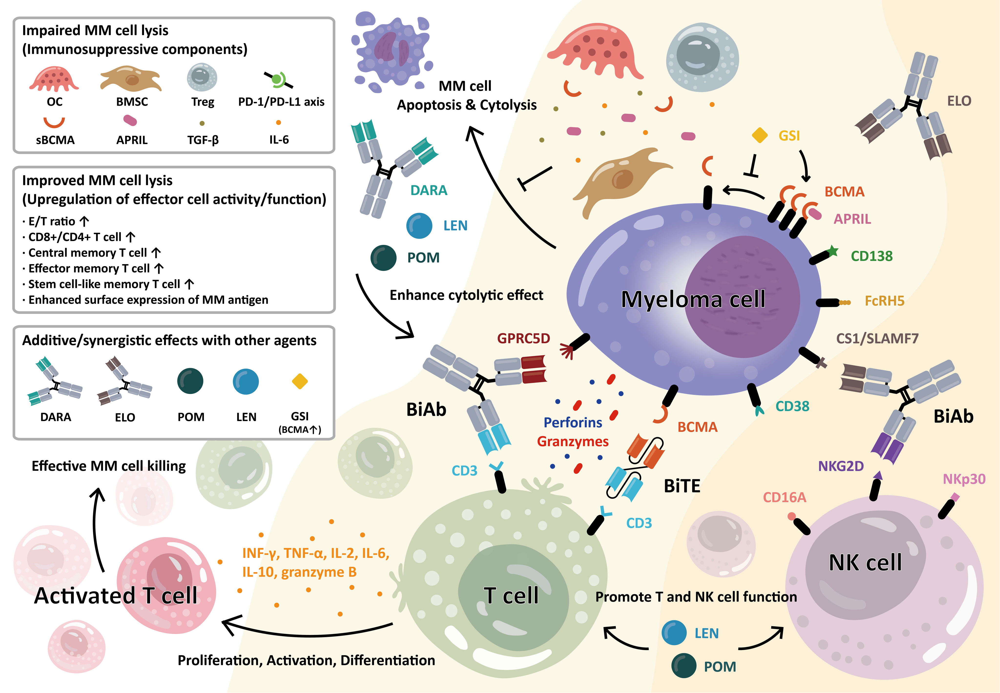 Impaired MM cell lysis
(Immunosuppressive components)
OC
BMSC
Treg
PD-1/PD-L1 axis
sBCMA
APRIL
TGF-β
IL-6
Improved MM cell lysis
(Upregulation of effector cell activity/function)
· E/T ratio ↑
· CD8+/CD4+ T cell ↑
· Central memory T cell ↑
· Effector memory T cell ↑
· Stem cell-like memory T cell ↑
· Enhanced surface expression of MM antigen
Additive/synergistic effects with other agents
DARA
ELO
POM
LEN
GSI
(BCMA↑)
MM cell
Apoptosis & Cytolysis
DARA
LEN
POM
Enhance cytolytic effect
ELO
GSI
BCMA
APRIL
CD138
FcRH5
CS1/SLAMF7
Myeloma cell
GPRC5D
BiAb
Perforins
Granzymes
BCMA
CD38
BiAb
CD3
BiTE
CD3
NKG2D
NKp30
CD16A
Effective MM cell killing
Activated T cell
INF-γ, TNF-α, IL-2, IL-6,
IL-10, granzyme B
T cell
NK cell
Promote T and NK cell function
LEN
POM
Proliferation, Activation, Differentiation